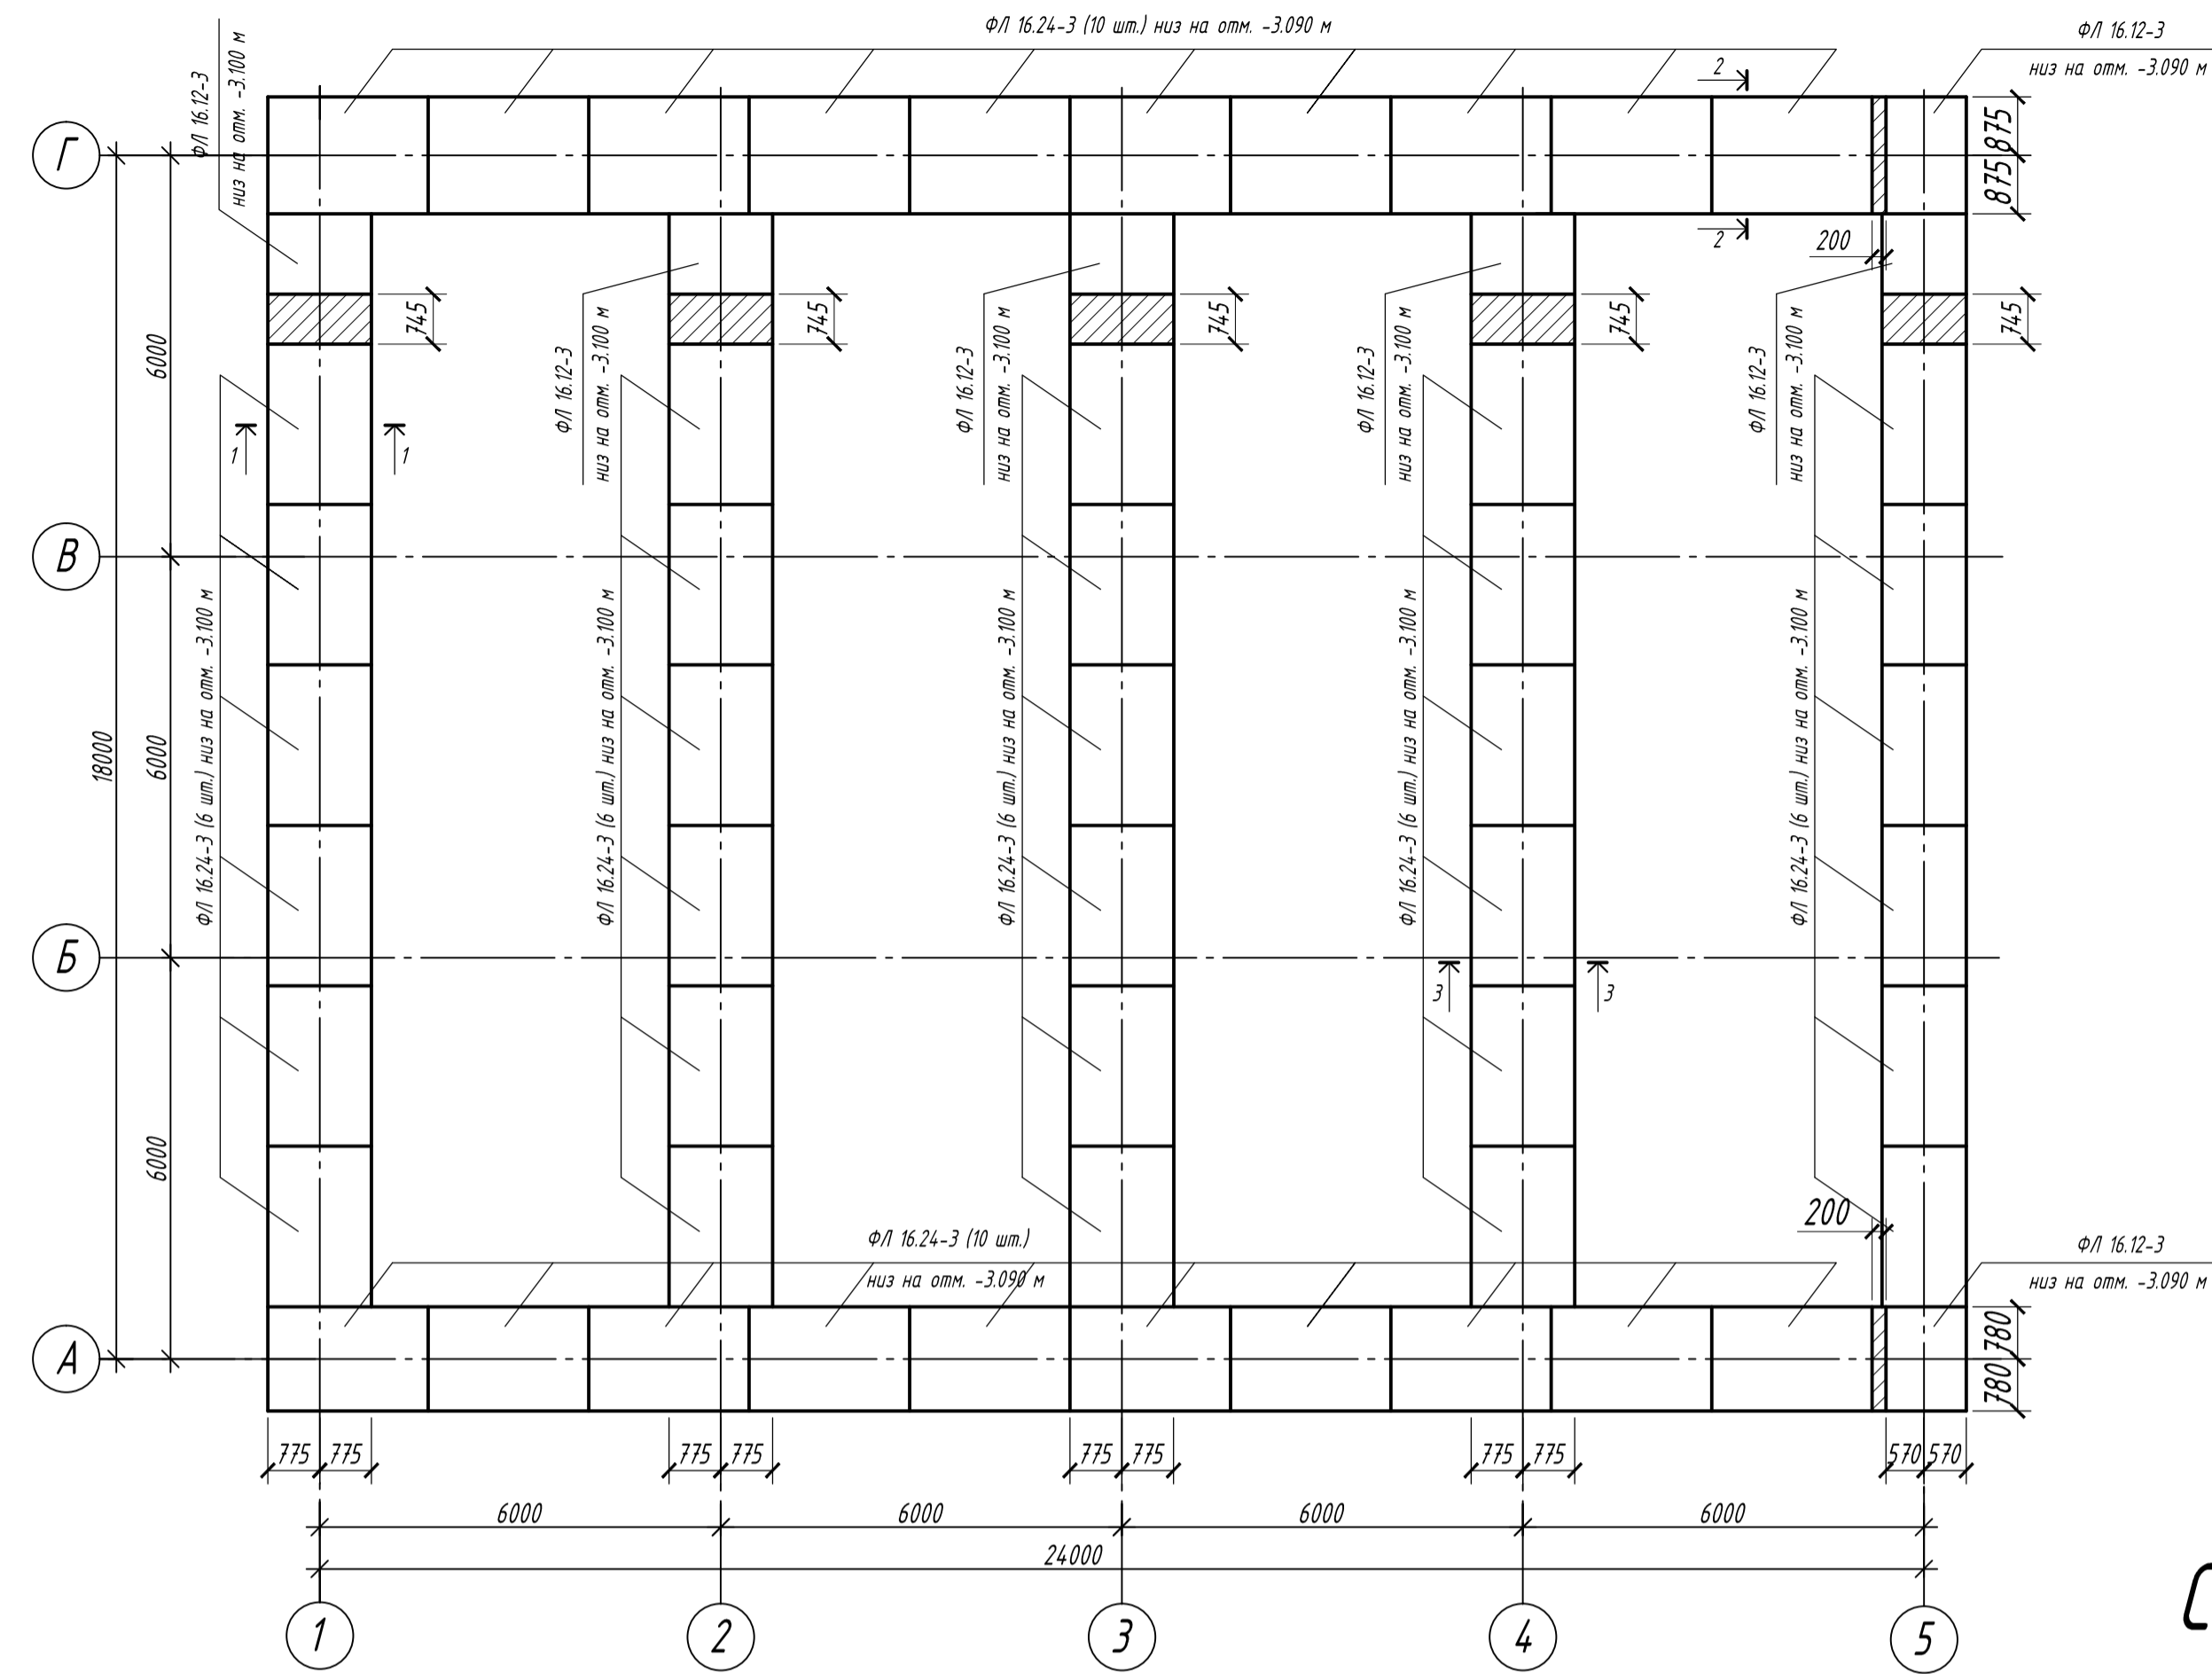 ФЛ 16.24-3 (10 шт.) низ на отм. -3.090 м
ФЛ 16.12-3
низ на отм. -3.090 м
ФЛ 16.12-3
низ на отм. -3.100 м
2
Г
875
875
2
200
745
745
745
745
745
6000
ФЛ 16.12-3
низ на отм. -3.100 м
ФЛ 16.12-3
низ на отм. -3.100 м
ФЛ 16.12-3
низ на отм. -3.100 м
ФЛ 16.12-3
низ на отм. -3.100 м
1
1
В
18000
6000
ФЛ 16.24-3 (6 шт.) низ на отм. -3.100 м
ФЛ 16.24-3 (6 шт.) низ на отм. -3.100 м
ФЛ 16.24-3 (6 шт.) низ на отм. -3.100 м
ФЛ 16.24-3 (6 шт.) низ на отм. -3.100 м
ФЛ 16.24-3 (6 шт.) низ на отм. -3.100 м
Б
3
3
6000
200
ФЛ 16.24-3 (10 шт.)
низ на отм. -3.090 м
ФЛ 16.12-3
низ на отм. -3.090 м
А
780
780
775 775
775 775
775 775
775 775
570 570
6000
6000
6000
6000
24000
1
2
3
4
5
С